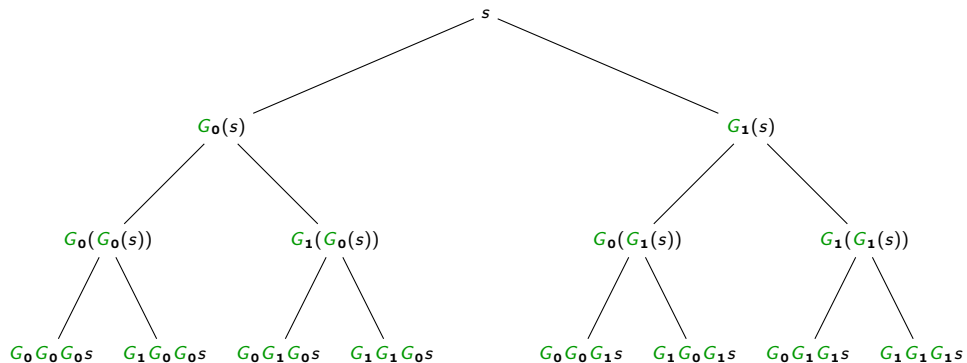 s
G₀(s) G₁(s)
G₀(G₀(s)) G₁(G₀(s)) G₀(G₁(s)) G₁(G₁(s))
G₀G₀G₀s G₁G₀G₀s G₀G₁G₀s G₁G₁G₀s G₀G₀G₁s G₁G₀G₁s G₀G₁G₁s G₁G₁G₁s